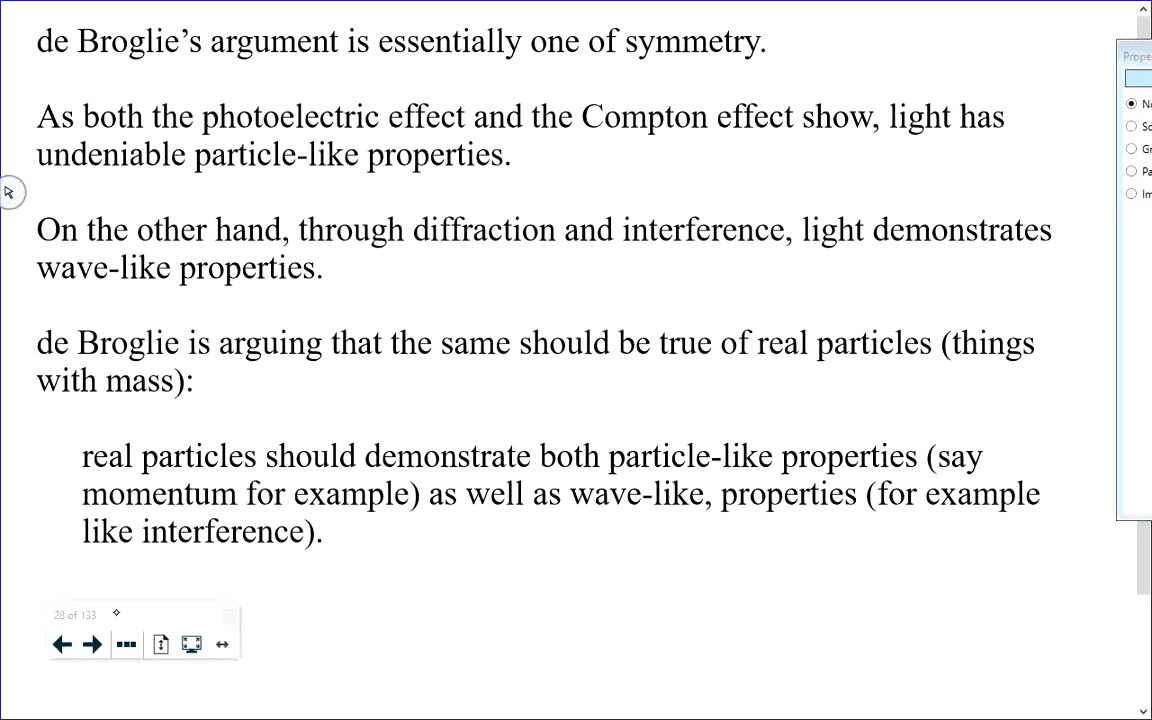 de Broglie’s argument is essentially one of symmetry.
As both the photoelectric effect and the Compton effect show, light has
undeniable particle-like properties.
On the other hand, through diffraction and interference, light demonstrates
wave-like properties.
de Broglie is arguing that the same should be true of real particles (things
with mass):
real particles should demonstrate both particle-like properties (say
momentum for example) as well as wave-like, properties (for example
like interference).
28 of 133